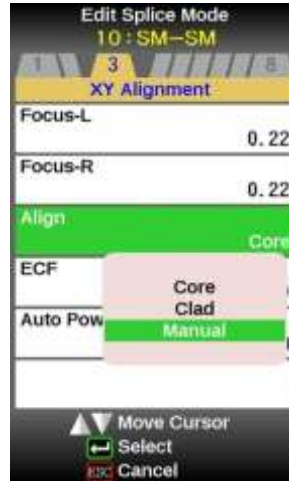 Edit Splice Mode
10 : SM-SM
1 3 8
XY Alignment
Focus-L
0.22
Focus-R
0.22
Align
Core
ECF
Core
Clad
Auto Pow
Manual
Move Cursor
Select
ESC Cancel